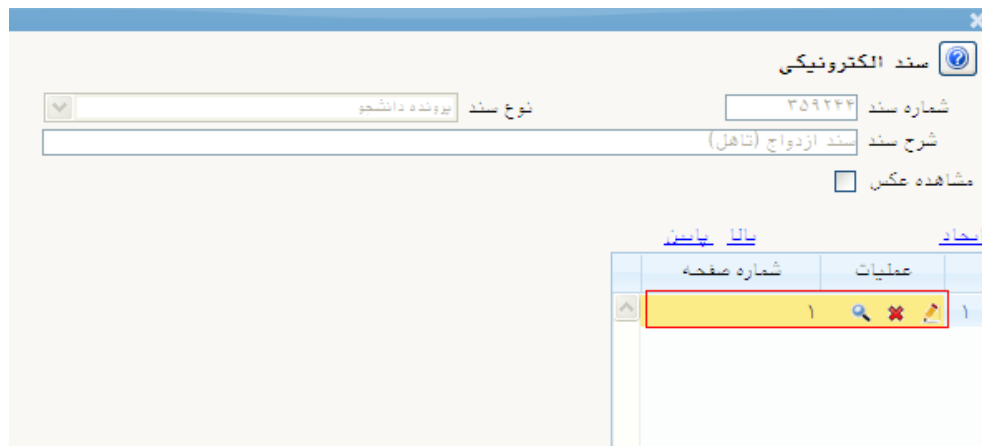 سند الکترونیکی
شماره سند ۳۵۹۲۴۴ نوع سند پرونده دانشجو
شرح سند سند ازدواج (تاهل)
مشاهده عکس
ایجاد بالا پایین
عملیات شماره صفحه
۱ ۱